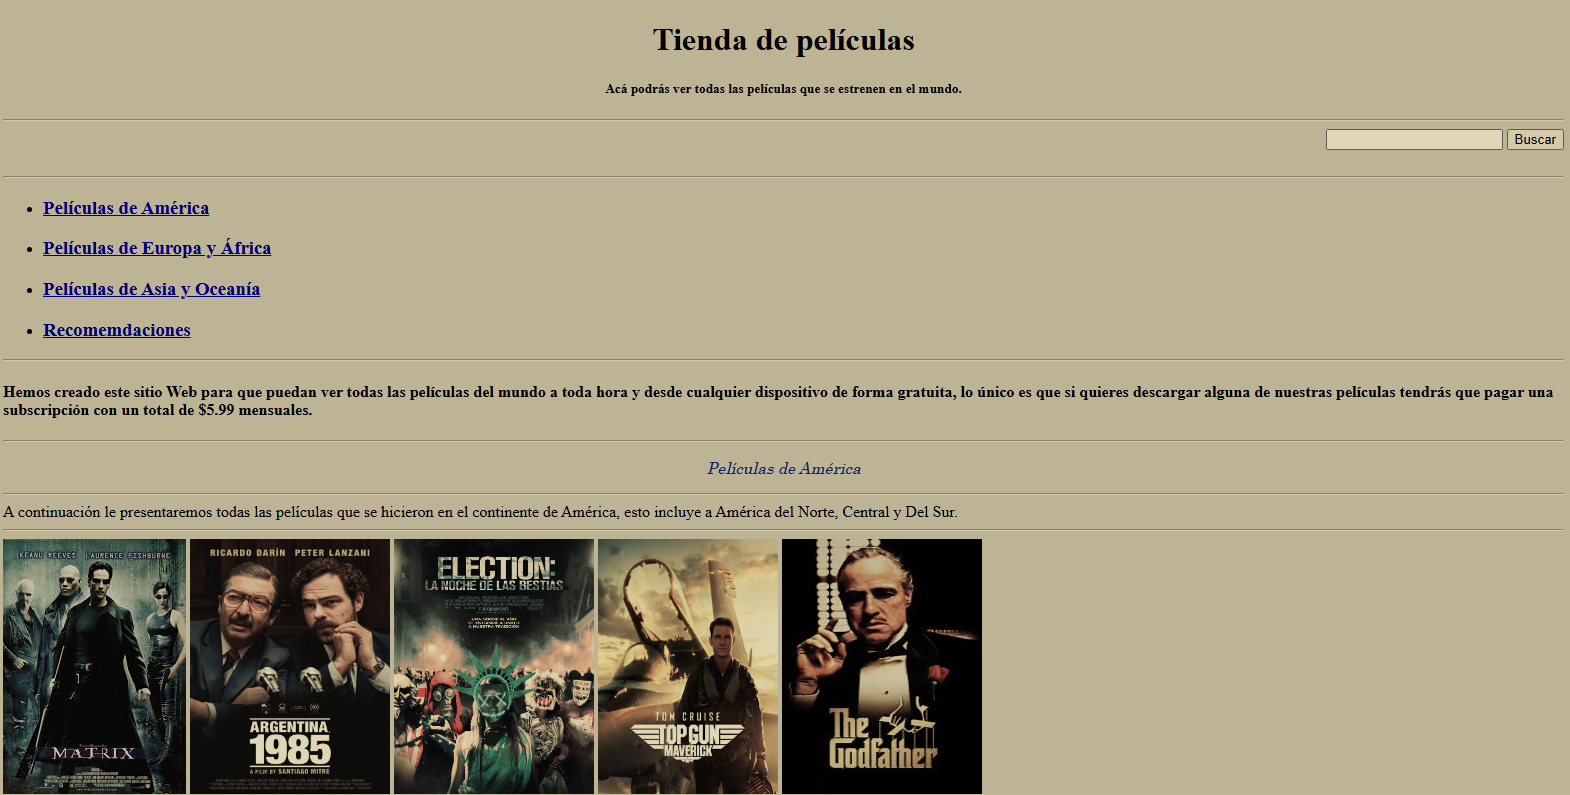 Tienda de películas
Acá podrás ver todas las películas que se estrenen en el mundo.
Buscar
Películas de América
Películas de Europa y África
Películas de Asia y Oceanía
Recomemdaciones
Hemos creado este sitio Web para que puedan ver todas las películas del mundo a toda hora y desde cualquier dispositivo de forma gratuita, lo único es que si quieres descargar alguna de nuestras películas tendrás que pagar una
subscripción con un total de $5.99 mensuales.
Películas de América
A continuación le presentaremos todas las películas que se hicieron en el continente de América, esto incluye a América del Norte, Central y Del Sur.
KEANU REEVES LAURENCE FISHBURNE
MATRIX
RICARDO DARÍN PETER LANZANI
ARGENTINA,
1985
A FILM BY SANTIAGO MITRE
ELECTION:
LA NOCHE DE LAS BESTIAS
UNA NOCHE AL AÑO
A NUESTRA TRADICIÓN
TOM CRUISE
TOP GUN
MAVERICK
The
Godfather